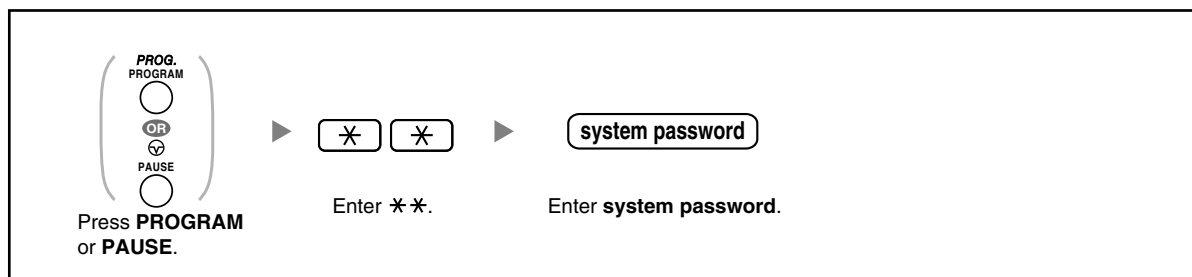 PROG.
PROGRAM
OR
PAUSE
Press PROGRAM
or PAUSE.
* *
Enter **.
system password
Enter system password.